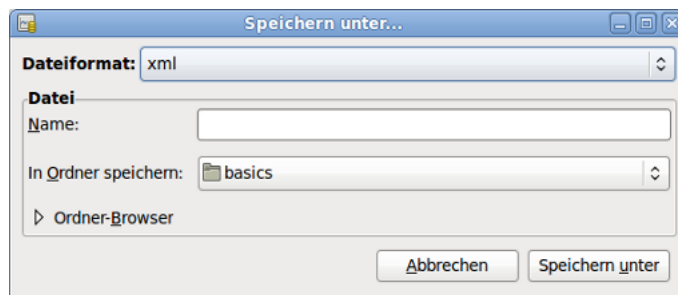 Speichern unter...
Dateiformat: xml
Datei
Name:
In Ordner speichern: basics
Ordner-Browser
Abbrechen Speichern unter